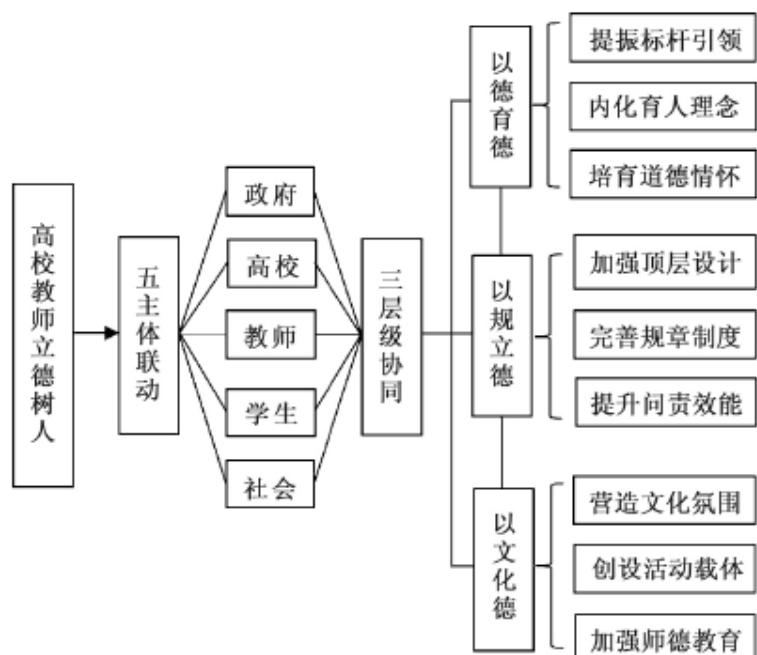 高校教师立德树人
五主体联动
政府
高校
教师
学生
社会
三层级协同
以德育德
提振标杆引领
内化育人理念
培育道德情怀
以规立德
加强顶层设计
完善规章制度
提升问责效能
以文化德
营造文化氛围
创设活动载体
加强师德教育